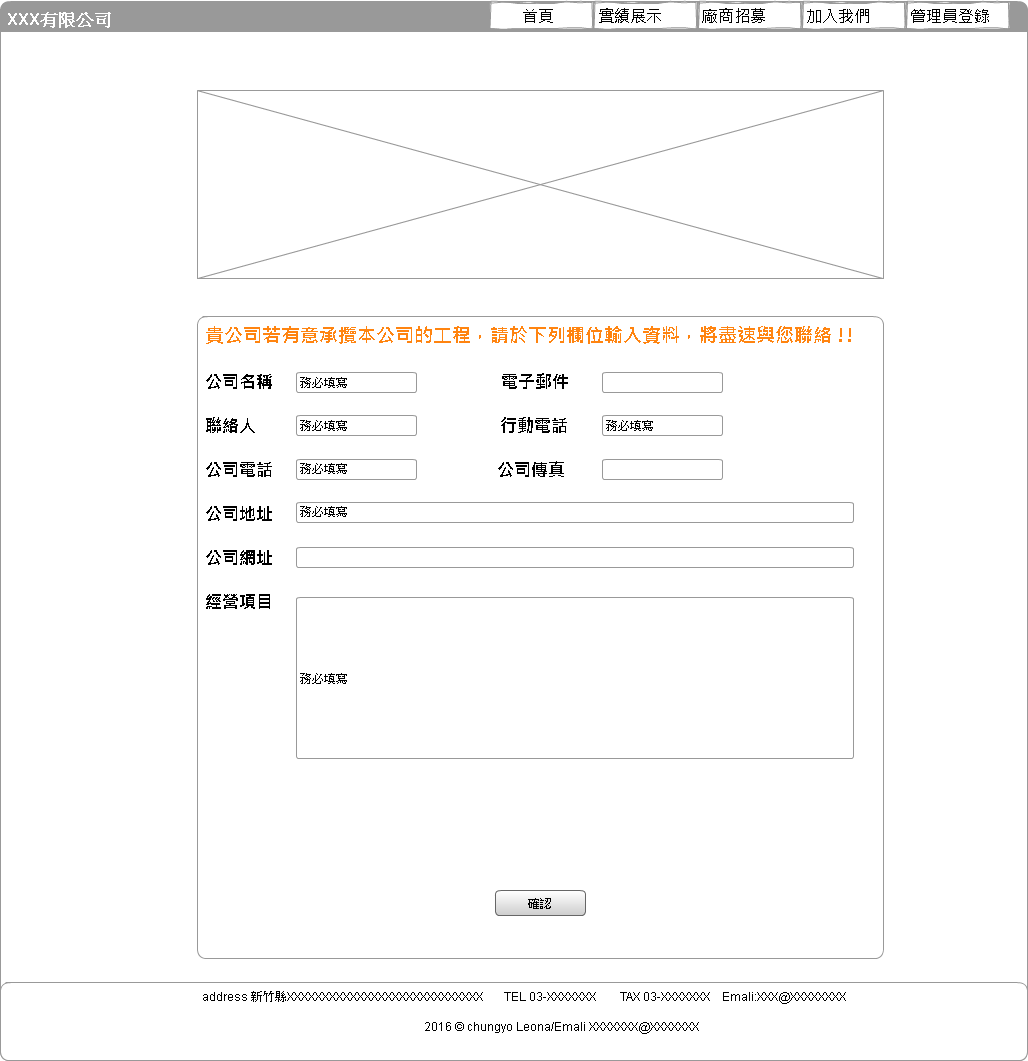 XXX有限公司 首頁 實績展示 廠商招募 加入我們 管理員登錄
貴公司若有意承攬本公司的工程，請於下列欄位輸入資料，將盡速與您聯絡 !!
公司名稱 務必填寫 電子郵件
聯絡人 務必填寫 行動電話 務必填寫
公司電話 務必填寫 公司傳真
公司地址 務必填寫
公司網址
經營項目
務必填寫
確認
address 新竹縣XXXXXXXXXXXXXXXXXXXXXXXXXXXX TEL 03-XXXXXXX TAX 03-XXXXXXX Emali:XXX@XXXXXXXX
2016 © chungyo Leona/Emali XXXXXXX@XXXXXXX